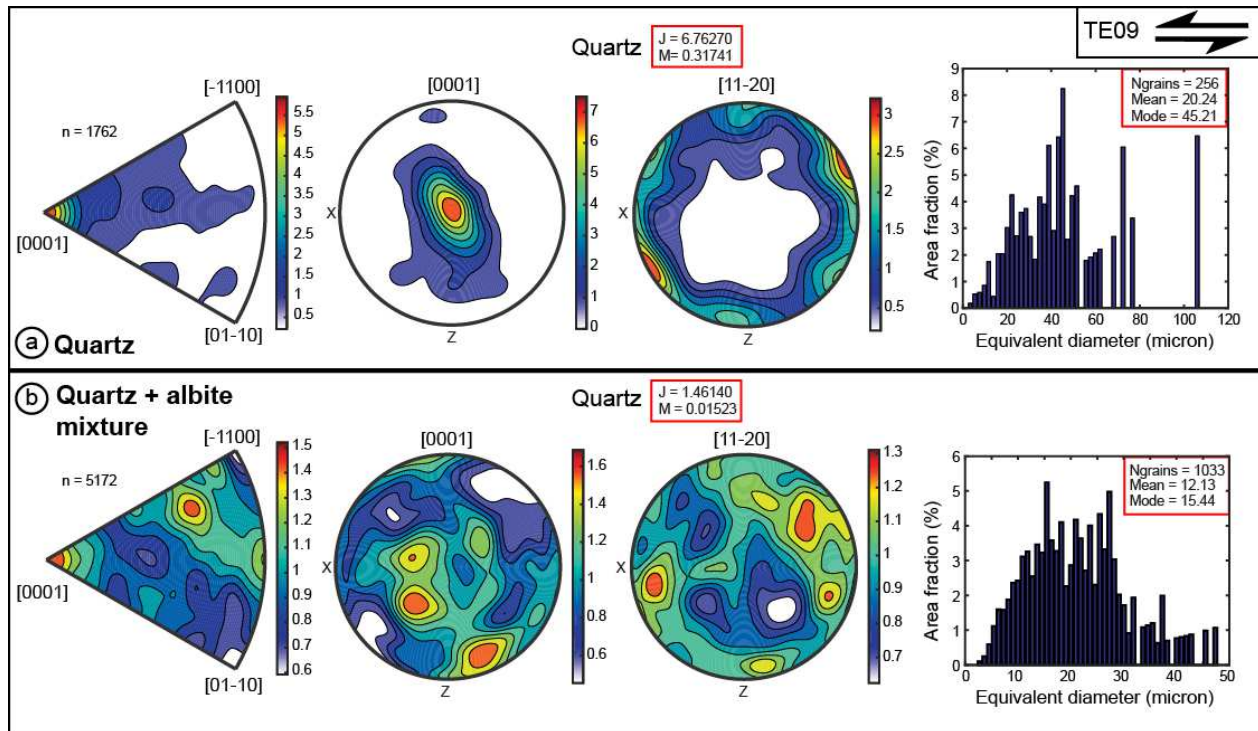 TE09
Quartz
J = 6.76270
M= 0.31741
[-1100]
n = 1762
[0001]
[01-10]
5.5
5
4.5
4
3.5
3
2.5
2
1.5
1
0.5
[0001]
X
Z
7
6
5
4
3
2
1
0
[11-20]
X
Z
3
2.5
2
1.5
1
0.5
Ngrains = 256
Mean = 20.24
Mode = 45.21
Area fraction (%)
9
8
7
6
5
4
3
2
1
0
0 20 40 60 80 100 120
Equivalent diameter (micron)
a Quartz
b Quartz + albite
mixture
Quartz
J = 1.46140
M = 0.01523
[-1100]
n = 5172
[0001]
[01-10]
1.5
1.4
1.3
1.2
1.1
1
0.9
0.8
0.7
0.6
[0001]
X
Z
1.6
1.4
1.2
1
0.8
0.6
[11-20]
X
Z
1.3
1.2
1.1
1
0.9
0.8
0.7
Ngrains = 1033
Mean = 12.13
Mode = 15.44
Area fraction (%)
6
5
4
3
2
1
0
0 10 20 30 40 50
Equivalent diameter (micron)